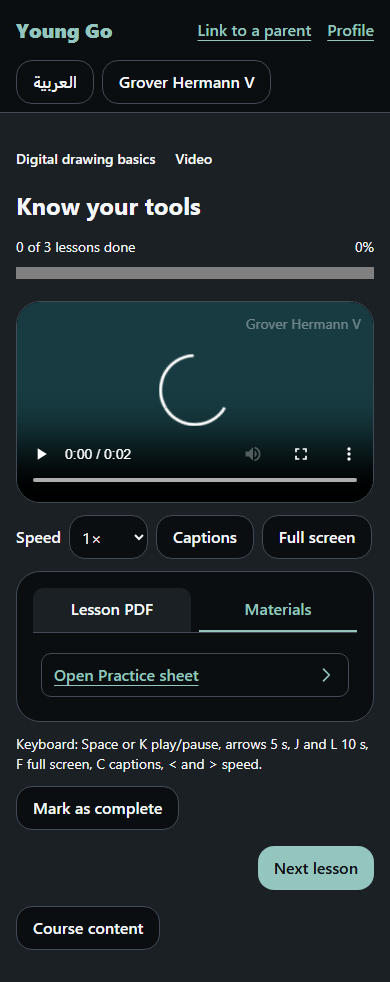 Young Go
Link to a parent
Profile
العربية
Grover Hermann V
Digital drawing basics
Video
Know your tools
0 of 3 lessons done
0%
Grover Hermann V
0:00 / 0:02
Speed
1×
Captions
Full screen
Lesson PDF
Materials
Open Practice sheet
Keyboard: Space or K play/pause, arrows 5 s, J and L 10 s,
F full screen, C captions, < and > speed.
Mark as complete
Next lesson
Course content